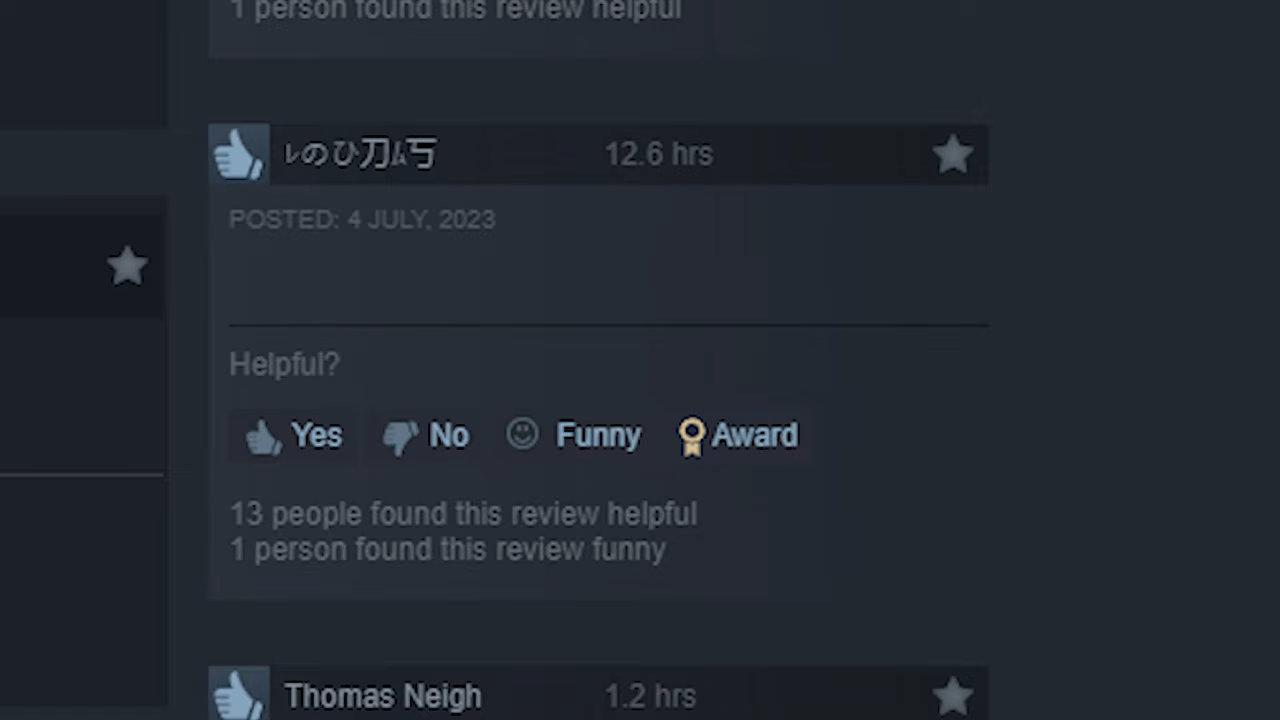 1 person found this review helpful
ﾚのひ刀ﾑ丂
12.6 hrs
POSTED: 4 JULY, 2023
Helpful?
Yes
No
Funny
Award
13 people found this review helpful
1 person found this review funny
Thomas Neigh
1.2 hrs